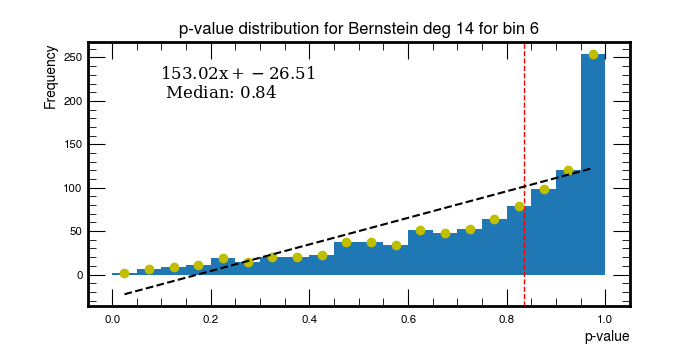 p-value distribution for Bernstein deg 14 for bin 6
Frequency
250
200
150
100
50
0
153.02x + − 26.51
Median: 0.84
0.0 0.2 0.4 0.6 0.8 1.0
p-value